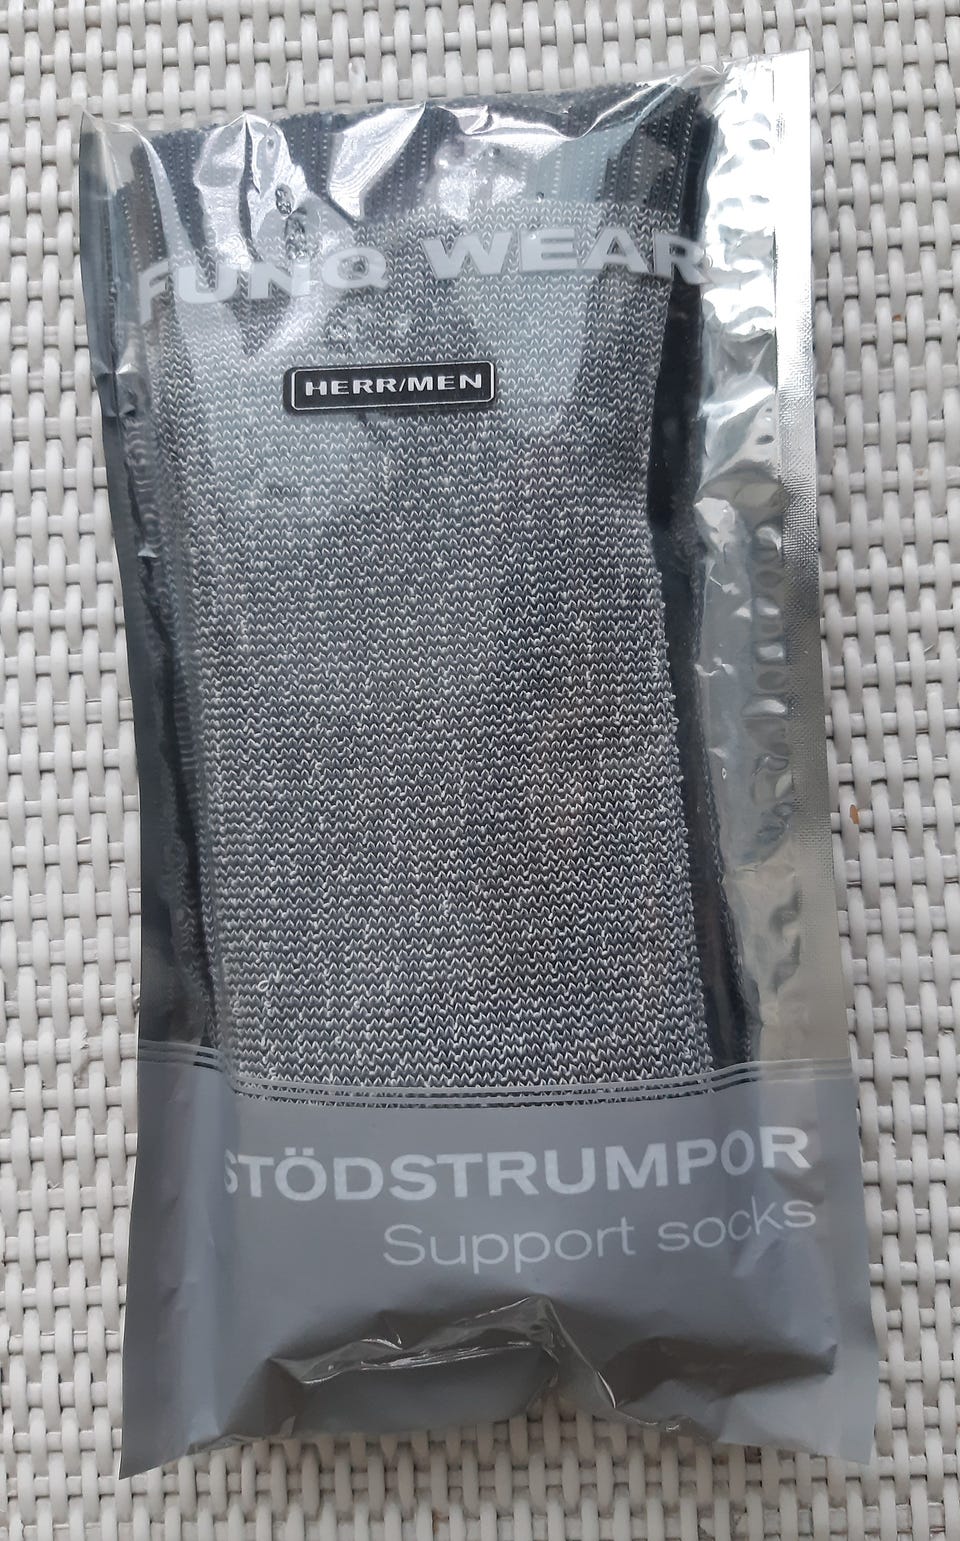 FUNQ WEAR
HERR/MEN
STÖDSTRUMPOR
Support socks